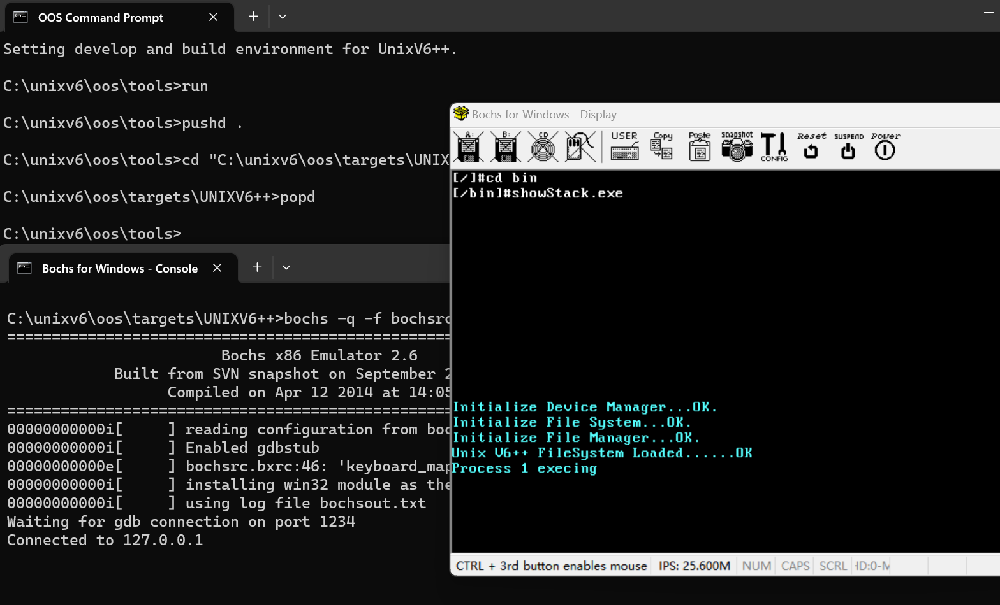 OOS Command Prompt
Setting develop and build environment for UnixV6++.
C:\unixv6\oos\tools>run
C:\unixv6\oos\tools>pushd .
C:\unixv6\oos\tools>cd "C:\unixv6\oos\targets\UNIX
C:\unixv6\oos\targets\UNIXV6++>popd
C:\unixv6\oos\tools>
Bochs for Windows - Console
C:\unixv6\oos\targets\UNIXV6++>bochs -q -f bochsrc
==================================================
Bochs x86 Emulator 2.6
Built from SVN snapshot on September 2
Compiled on Apr 12 2014 at 14:05
==================================================
00000000000i[     ] reading configuration from boc
00000000000i[     ] Enabled gdbstub
00000000000e[     ] bochsrc.bxrc:46: 'keyboard_map
00000000000i[     ] installing win32 module as the
00000000000i[     ] using log file bochsout.txt
Waiting for gdb connection on port 1234
Connected to 127.0.0.1
Bochs for Windows - Display
A: B: CD USER Copy Paste snapshot CONFIG Reset SUSPEND Power
[/]#cd bin
[/bin]#showStack.exe
Initialize Device Manager...OK.
Initialize File System...OK.
Initialize File Manager...OK.
Unix V6++ FileSystem Loaded......OK
Process 1 execing
CTRL + 3rd button enables mouse IPS: 25.600M NUM CAPS SCRL HD:0-M